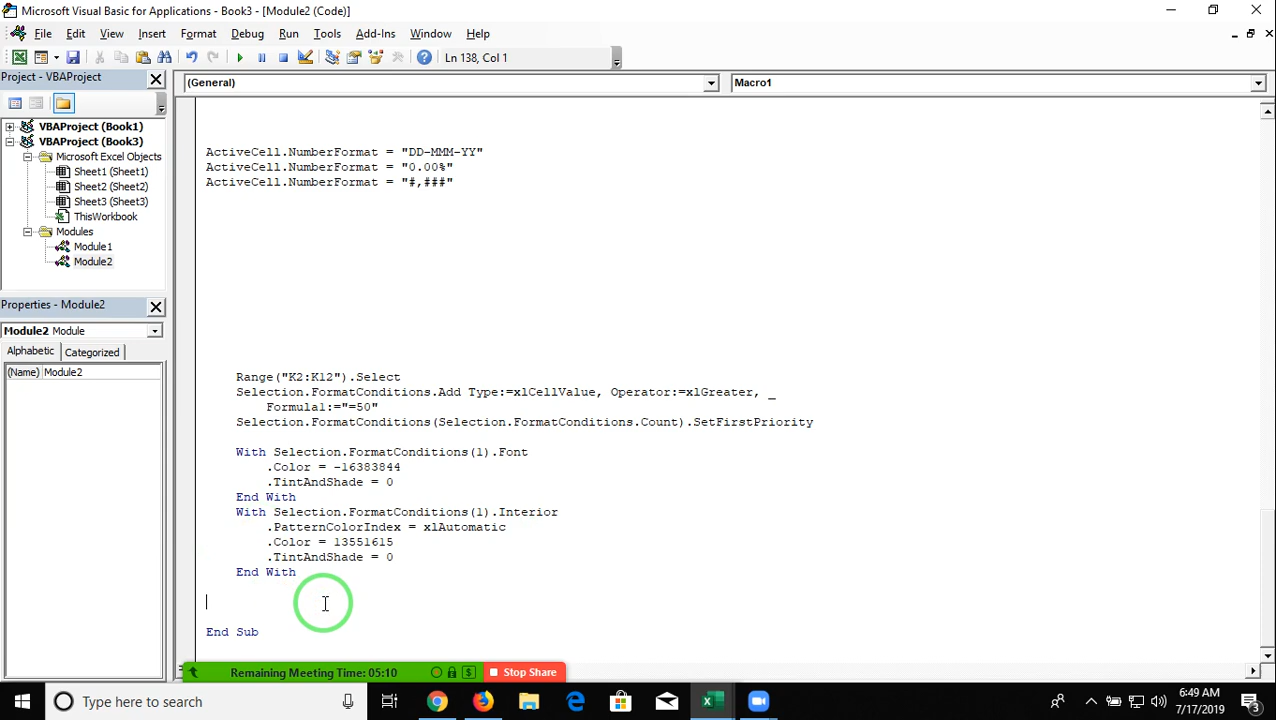 Microsoft Visual Basic for Applications - Book3 - [Module2 (Code)]
File Edit View Insert Format Debug Run Tools Add-Ins Window Help
Ln 138, Col 1
Project - VBAProject
(General)
Macro1
VBAProject (Book1)
VBAProject (Book3)
Microsoft Excel Objects
Sheet1 (Sheet1)
Sheet2 (Sheet2)
Sheet3 (Sheet3)
ThisWorkbook
Modules
Module1
Module2
Properties - Module2
Module2 Module
Alphabetic Categorized
(Name) Module2
ActiveCell.NumberFormat = "DD-MMM-YY"
ActiveCell.NumberFormat = "0.00%"
ActiveCell.NumberFormat = "#,###"
Range("K2:K12").Select
Selection.FormatConditions.Add Type:=xlCellValue, Operator:=xlGreater, _
Formula1:="=50"
Selection.FormatConditions(Selection.FormatConditions.Count).SetFirstPriority
With Selection.FormatConditions(1).Font
.Color = -16383844
.TintAndShade = 0
End With
With Selection.FormatConditions(1).Interior
.PatternColorIndex = xlAutomatic
.Color = 13551615
.TintAndShade = 0
End With
End Sub
Remaining Meeting Time: 05:10
Stop Share
Type here to search
6:49 AM
7/17/2019
3